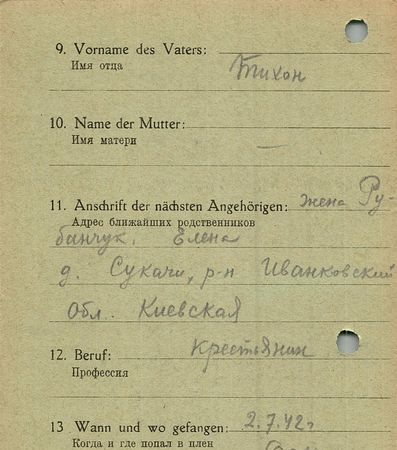 9. Vorname des Vaters:
Имя отца
Тихон
10. Name der Mutter:
Имя матери
—
11. Anschrift der nächsten Angehörigen: жена Ру-
Адрес ближайших родственников
банчук. Елена
д. Сукачи, р-н Иванковский
обл. Киевская
12. Beruf: Крестьянин
Профессия
13 Wann und wo gefangen: 2.7.42г
Когда и где попал в плен